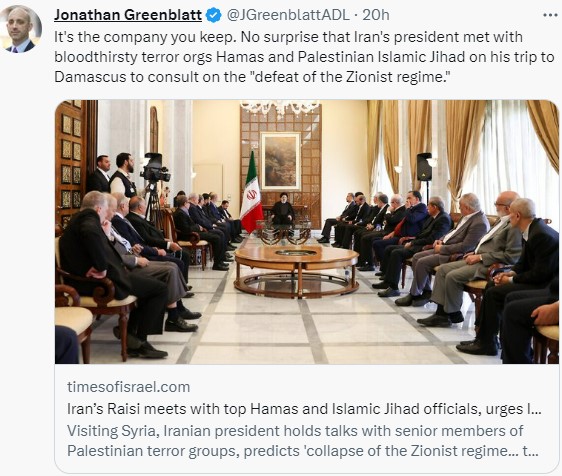 Jonathan Greenblatt @JGreenblattADL · 20h
It's the company you keep. No surprise that Iran's president met with
bloodthirsty terror orgs Hamas and Palestinian Islamic Jihad on his trip to
Damascus to consult on the "defeat of the Zionist regime."
timesofisrael.com
Iran's Raisi meets with top Hamas and Islamic Jihad officials, urges I...
Visiting Syria, Iranian president holds talks with senior members of
Palestinian terror groups, predicts 'collapse of the Zionist regime... t...